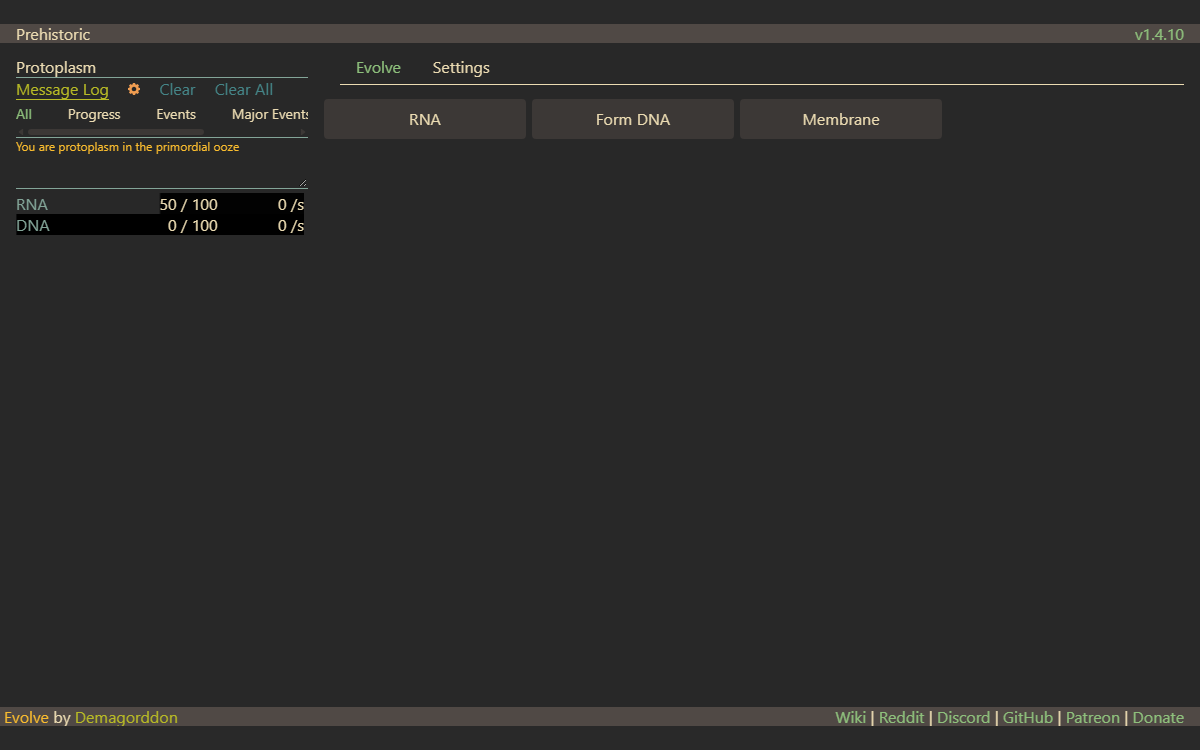 Prehistoric v1.4.10
Protoplasm
Evolve Settings
Message Log Clear Clear All
All Progress Events Major Events
RNA Form DNA Membrane
You are protoplasm in the primordial ooze
RNA 50 / 100 0 /s
DNA 0 / 100 0 /s
Evolve by Demagorddon
Wiki | Reddit | Discord | GitHub | Patreon | Donate